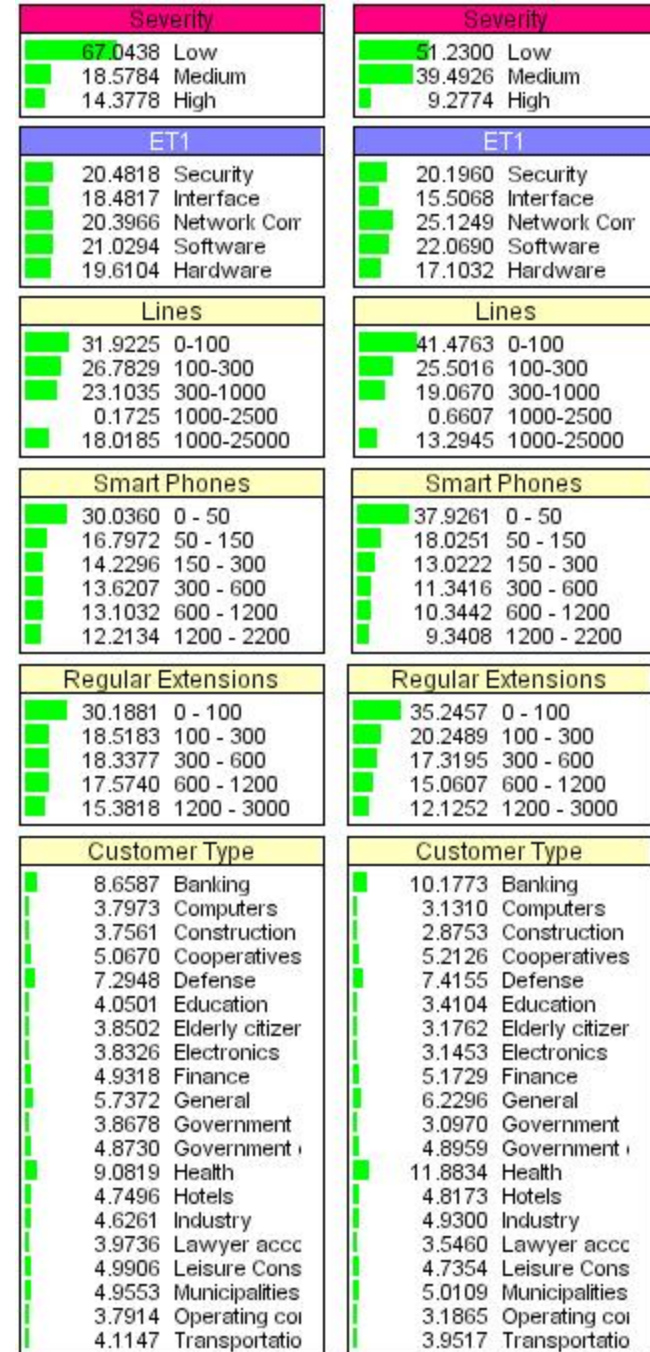 Severity
67.0438 Low
18.5784 Medium
14.3778 High
ET1
20.4818 Security
18.4817 Interface
20.3966 Network Com
21.0294 Software
19.6104 Hardware
Lines
31.9225 0-100
26.7829 100-300
23.1035 300-1000
0.1725 1000-2500
18.0185 1000-25000
Smart Phones
30.0360 0 - 50
16.7972 50 - 150
14.2296 150 - 300
13.6207 300 - 600
13.1032 600 - 1200
12.2134 1200 - 2200
Regular Extensions
30.1881 0 - 100
18.5183 100 - 300
18.3377 300 - 600
17.5740 600 - 1200
15.3818 1200 - 3000
Customer Type
8.6587 Banking
3.7973 Computers
3.7561 Construction
5.0670 Cooperatives
7.2948 Defense
4.0501 Education
3.8502 Elderly citizer
3.8326 Electronics
4.9318 Finance
5.7372 General
3.8678 Government
4.8730 Government
9.0819 Health
4.7496 Hotels
4.6261 Industry
3.9736 Lawyer acco
4.9906 Leisure Cons
4.9553 Municipalities
3.7914 Operating coi
4.1147 Transportatio
Severity
51.2300 Low
39.4926 Medium
9.2774 High
ET1
20.1960 Security
15.5068 Interface
25.1249 Network Com
22.0690 Software
17.1032 Hardware
Lines
41.4763 0-100
25.5016 100-300
19.0670 300-1000
0.6607 1000-2500
13.2945 1000-25000
Smart Phones
37.9261 0 - 50
18.0251 50 - 150
13.0222 150 - 300
11.3416 300 - 600
10.3442 600 - 1200
9.3408 1200 - 2200
Regular Extensions
35.2457 0 - 100
20.2489 100 - 300
17.3195 300 - 600
15.0607 600 - 1200
12.1252 1200 - 3000
Customer Type
10.1773 Banking
3.1310 Computers
2.8753 Construction
5.2126 Cooperatives
7.4155 Defense
3.4104 Education
3.1762 Elderly citizer
3.1453 Electronics
5.1729 Finance
6.2296 General
3.0970 Government
4.8959 Government
11.8834 Health
4.8173 Hotels
4.9300 Industry
3.5460 Lawyer acco
4.7354 Leisure Cons
5.0109 Municipalities
3.1865 Operating coi
3.9517 Transportatio